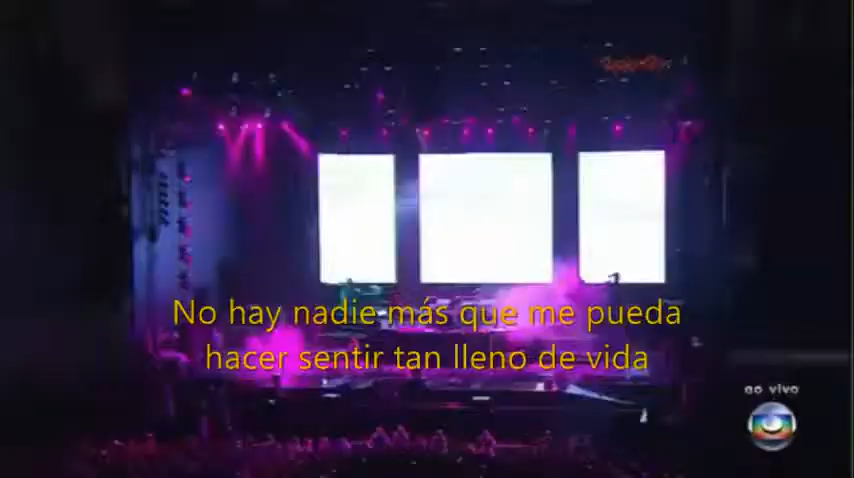 No hay nadie más que me pueda
hacer sentir tan lleno de vida
ao vivo